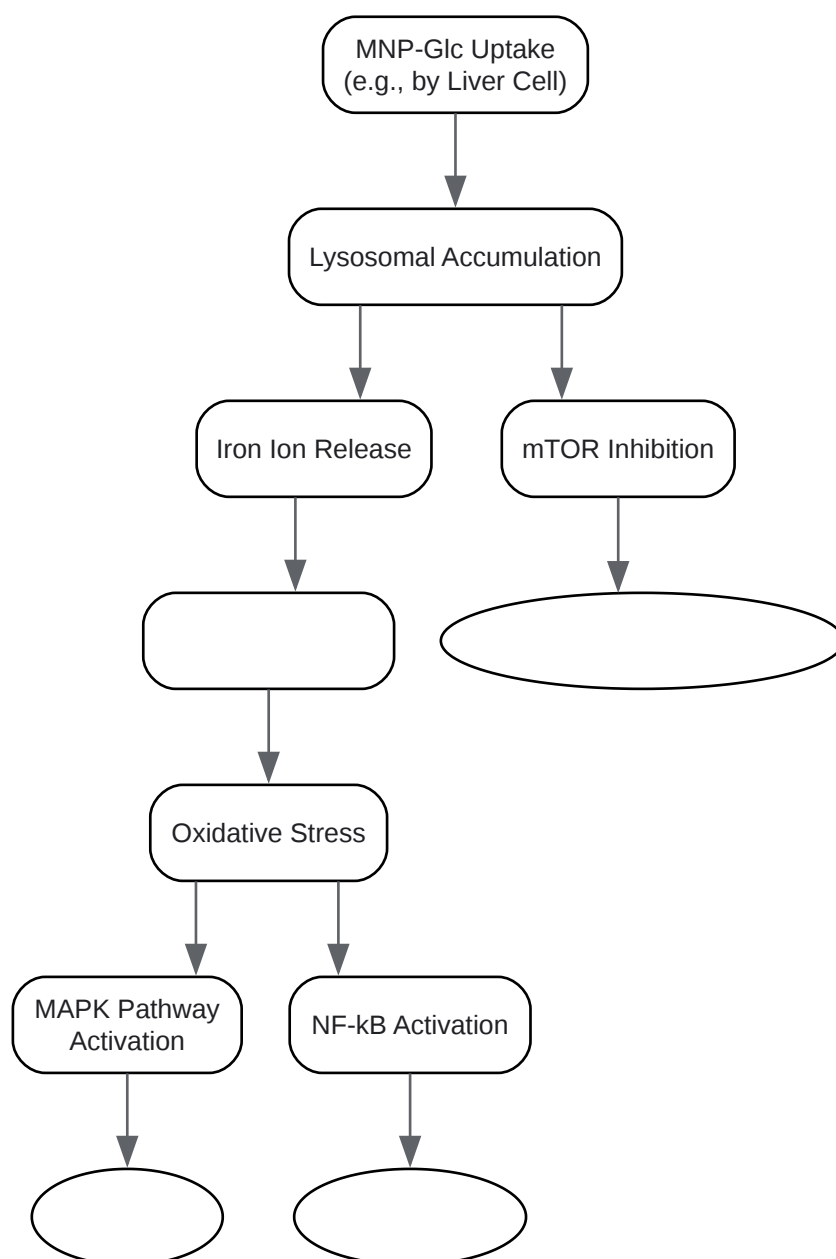 MNP-Glc Uptake
(e.g., by Liver Cell)
Lysosomal Accumulation
Iron Ion Release
mTOR Inhibition
Oxidative Stress
MAPK Pathway
Activation
NF-kB Activation